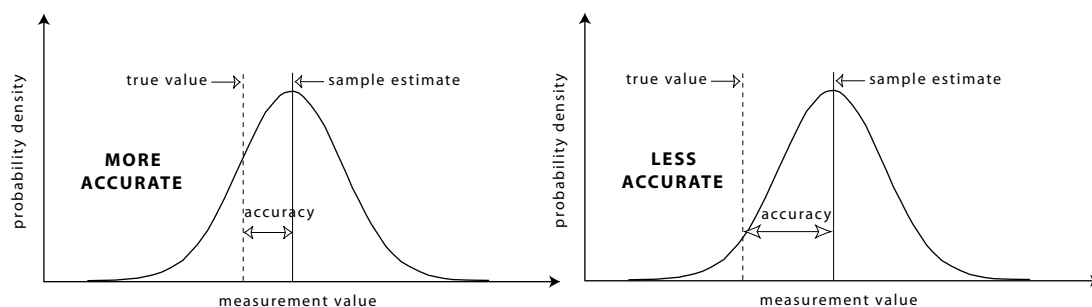 probability density
true value
sample estimate
MORE
ACCURATE
accuracy
measurement value
probability density
true value
sample estimate
LESS
ACCURATE
accuracy
measurement value